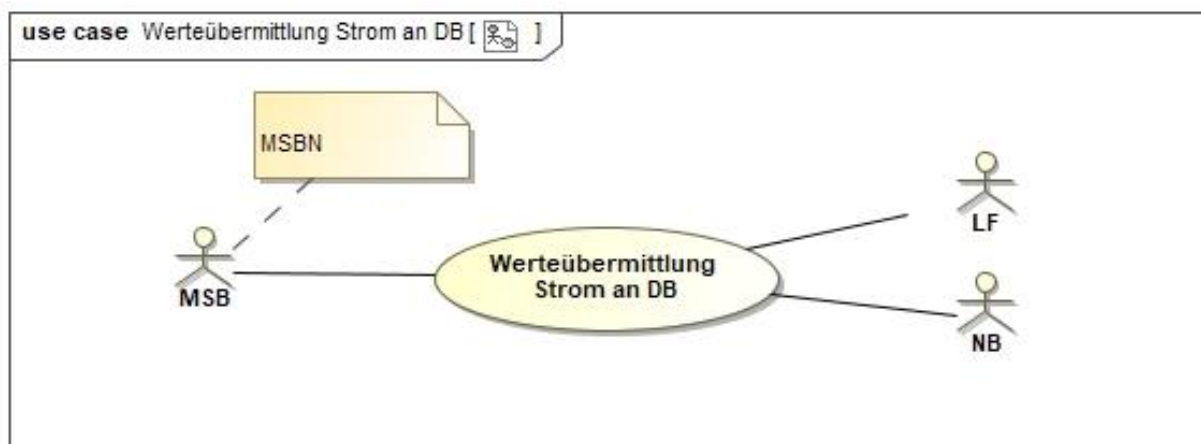 use case Werteübermittlung Strom an DB [ ]
MSBN
MSB
Werteübermittlung
Strom an DB
LF
NB